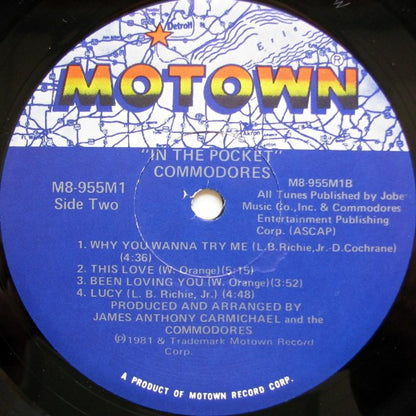 Detroit
MOTOWN®
"IN THE POCKET"
COMMODORES
M8-955M1
Side Two
M8-955M1B
All Tunes Published by Jobete
Music Co., Inc. & Commodores
Entertainment Publishing
Corp. (ASCAP)
1. WHY YOU WANNA TRY ME (L.B. Richie, Jr.-D. Cochrane)
(4:36)
2. THIS LOVE (W. Orange) (5:15)
3. BEEN LOVING YOU (W. Orange) (3:52)
4. LUCY (L. B. Richie, Jr.) (4:48)
PRODUCED AND ARRANGED BY
JAMES ANTHONY CARMICHAEL and the
COMMODORES
Ⓟ1981 & Trademark Motown Record
Corp.
A PRODUCT OF MOTOWN RECORD CORP.